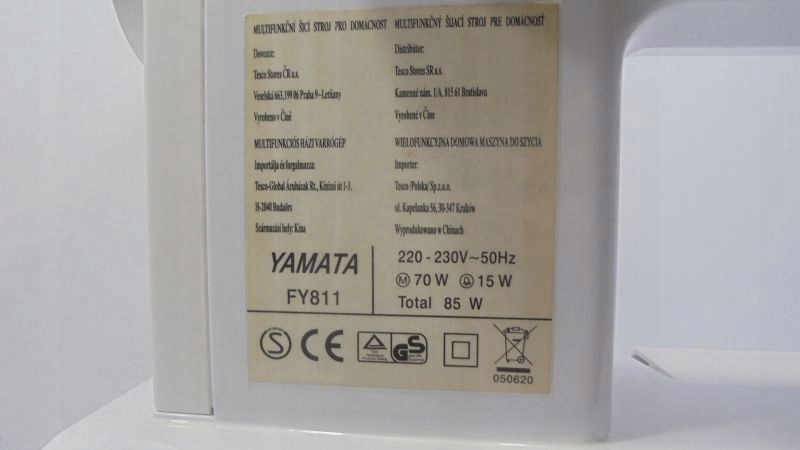 MULTIFUNKČNÍ ŠICÍ STROJ PRO DOMÁCNOST
Dovozce:
Tesco Stores ČR a.s.
Veselská 663,199 06 Praha 9-Letňany
Vyrobeno v Číně
MULTIFUNKČNÝ ŠIJACÍ STROJ PRE DOMÁCNOSŤ
Distribútor:
Tesco Stores SR a.s.
Kamenné nám. 1/A, 815 61 Bratislava
Vyrobené v Číne
MULTIFUNKCIÓS HÁZI VARRÓGÉP
Importálja és forgalmazza:
Tesco-Global Áruházak Rt., Kinizsi út 1-3.
H-2040 Budaörs
Származási hely: Kína
WIELOFUNKCYJNA DOMOWA MASZYNA DO SZYCIA
Importer:
Tesco /Polska/ Sp.z.o.o.
ul. Kapelanka 56, 30-347 Kraków
Wyprodukowano w Chinach
YAMATA
FY811
220 - 230V~50Hz
M 70 W 15 W
Total 85 W
S CE GS
050620